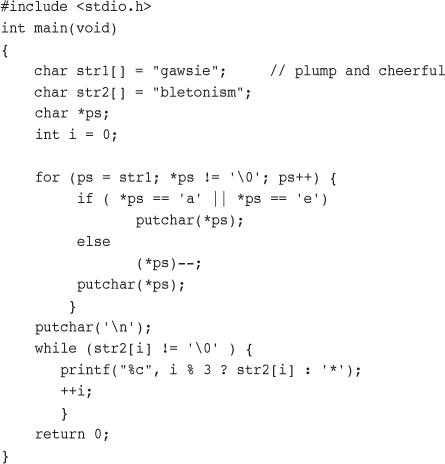 #include <stdio.h>
int main(void)
{
    char str1[] = "gawsie";     // plump and cheerful
    char str2[] = "bletonism";
    char *ps;
    int i = 0;

    for (ps = str1; *ps != '\0'; ps++) {
         if ( *ps == 'a' || *ps == 'e')
                putchar(*ps);
         else
                (*ps)--;
         putchar(*ps);
        }
    putchar('\n');
    while (str2[i] != '\0' ) {
       printf("%c", i % 3 ? str2[i] : '*');
       ++i;
       }
    return 0;
}